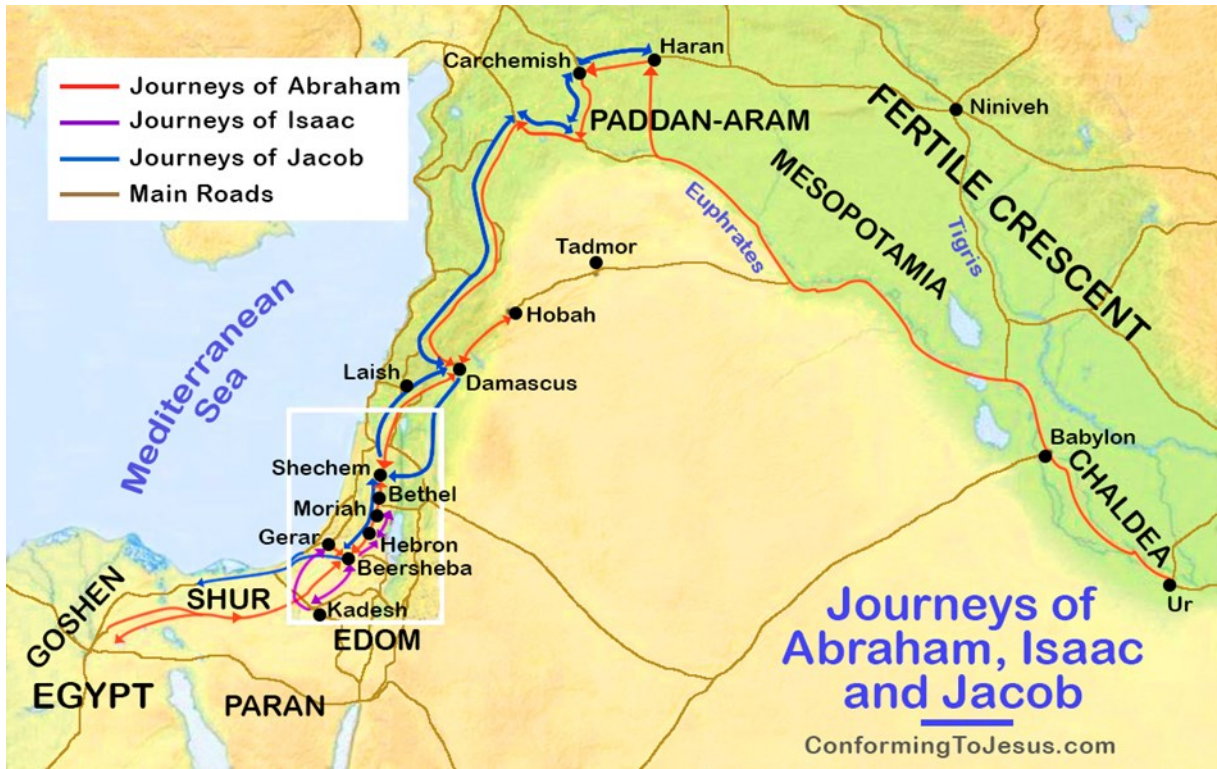 Journeys of Abraham
Journeys of Isaac
Journeys of Jacob
Main Roads
Carchemish
Haran
PADDAN-ARAM
Niniveh
FERTILE CRESCENT
MESOPOTAMIA
Euphrates
Tigris
Tadmor
Hobah
Mediterranean
Sea
Laish
Damascus
Shechem
Bethel
Moriah
Gerar
Hebron
Beersheba
Babylon
CHALDEA
Ur
GOSHEN
SHUR
Kadesh
EDOM
EGYPT
PARAN
Journeys of
Abraham, Isaac
and Jacob
ConformingToJesus.com